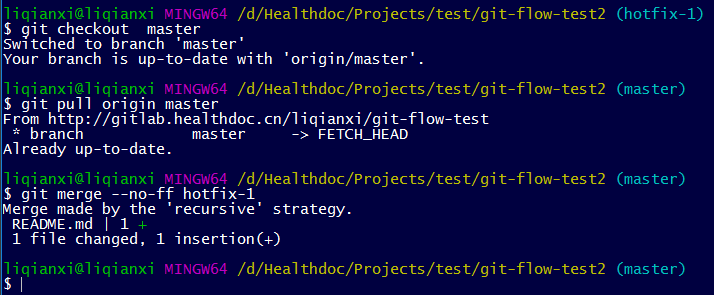 liqianxi@liqianxi MINGW64 /d/Healthdoc/Projects/test/git-flow-test2 (hotfix-1)
$ git checkout  master
Switched to branch 'master'
Your branch is up-to-date with 'origin/master'.
liqianxi@liqianxi MINGW64 /d/Healthdoc/Projects/test/git-flow-test2 (master)
$ git pull origin master
From http://gitlab.healthdoc.cn/liqianxi/git-flow-test
 * branch            master     -> FETCH_HEAD
Already up-to-date.
liqianxi@liqianxi MINGW64 /d/Healthdoc/Projects/test/git-flow-test2 (master)
$ git merge --no-ff hotfix-1
Merge made by the 'recursive' strategy.
 README.md | 1 +
 1 file changed, 1 insertion(+)
liqianxi@liqianxi MINGW64 /d/Healthdoc/Projects/test/git-flow-test2 (master)
$